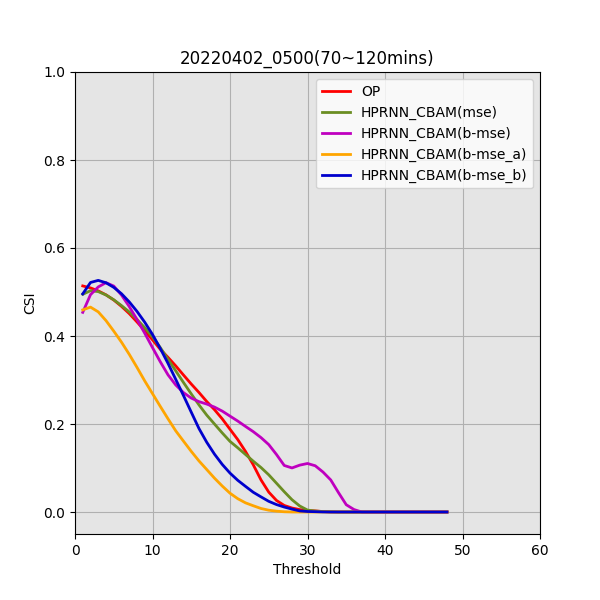 20220402_0500(70~120mins)
OP
HPRNN_CBAM(mse)
HPRNN_CBAM(b-mse)
HPRNN_CBAM(b-mse_a)
HPRNN_CBAM(b-mse_b)
CSI
1.0
0.8
0.6
0.4
0.2
0.0
0 10 20 30 40 50 60
Threshold